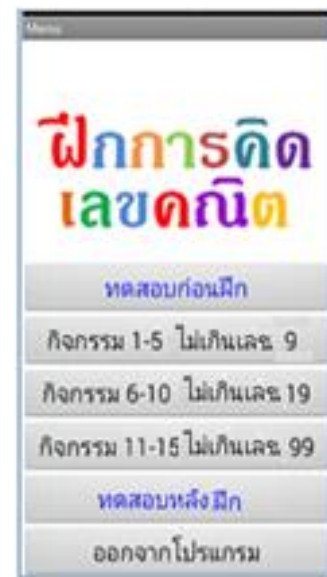 Menu
ฝึกการคิด
เลขคณิต
ทดสอบก่อนฝึก
กิจกรรม 1-5 ไม่เกินเลข 9
กิจกรรม 6-10 ไม่เกินเลข 19
กิจกรรม 11-15 ไม่เกินเลข 99
ทดสอบหลังฝึก
ออกจากโปรแกรม